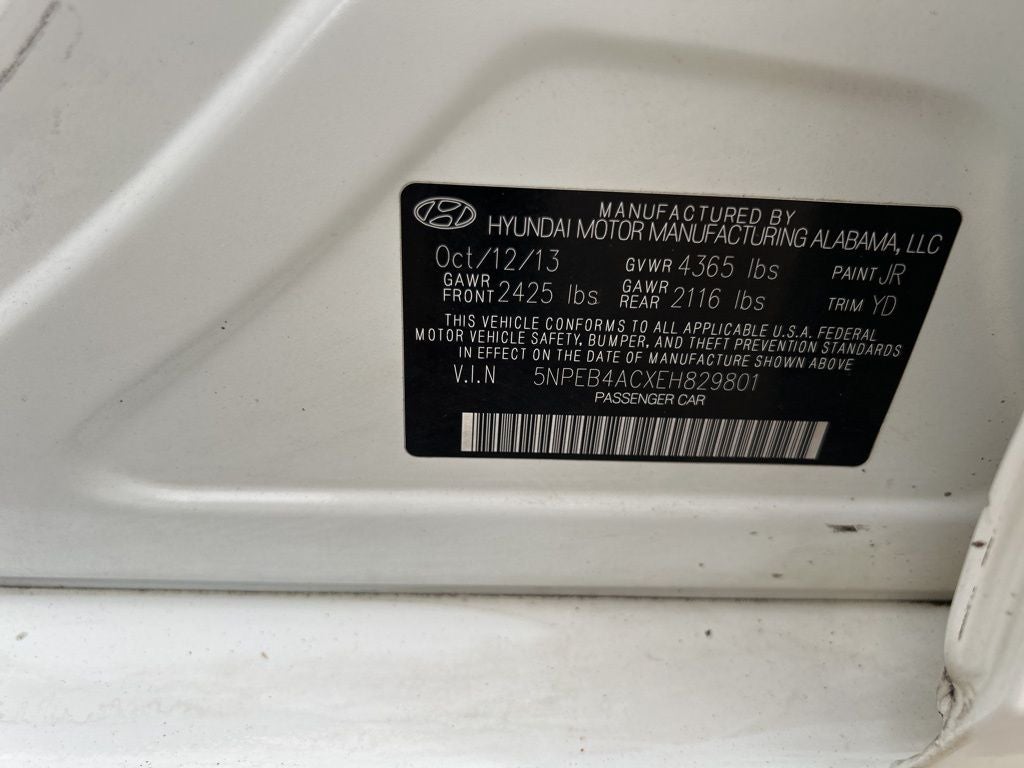 MANUFACTURED BY
HYUNDAI MOTOR MANUFACTURING ALABAMA, LLC
Oct/12/13 GVWR 4365 lbs PAINT JR
GAWR FRONT 2425 lbs GAWR REAR 2116 lbs TRIM YD
THIS VEHICLE CONFORMS TO ALL APPLICABLE U.S.A. FEDERAL
MOTOR VEHICLE SAFETY, BUMPER, AND THEFT PREVENTION STANDARDS
IN EFFECT ON THE DATE OF MANUFACTURE SHOWN ABOVE
V.I.N 5NPEB4ACXEH829801
PASSENGER CAR